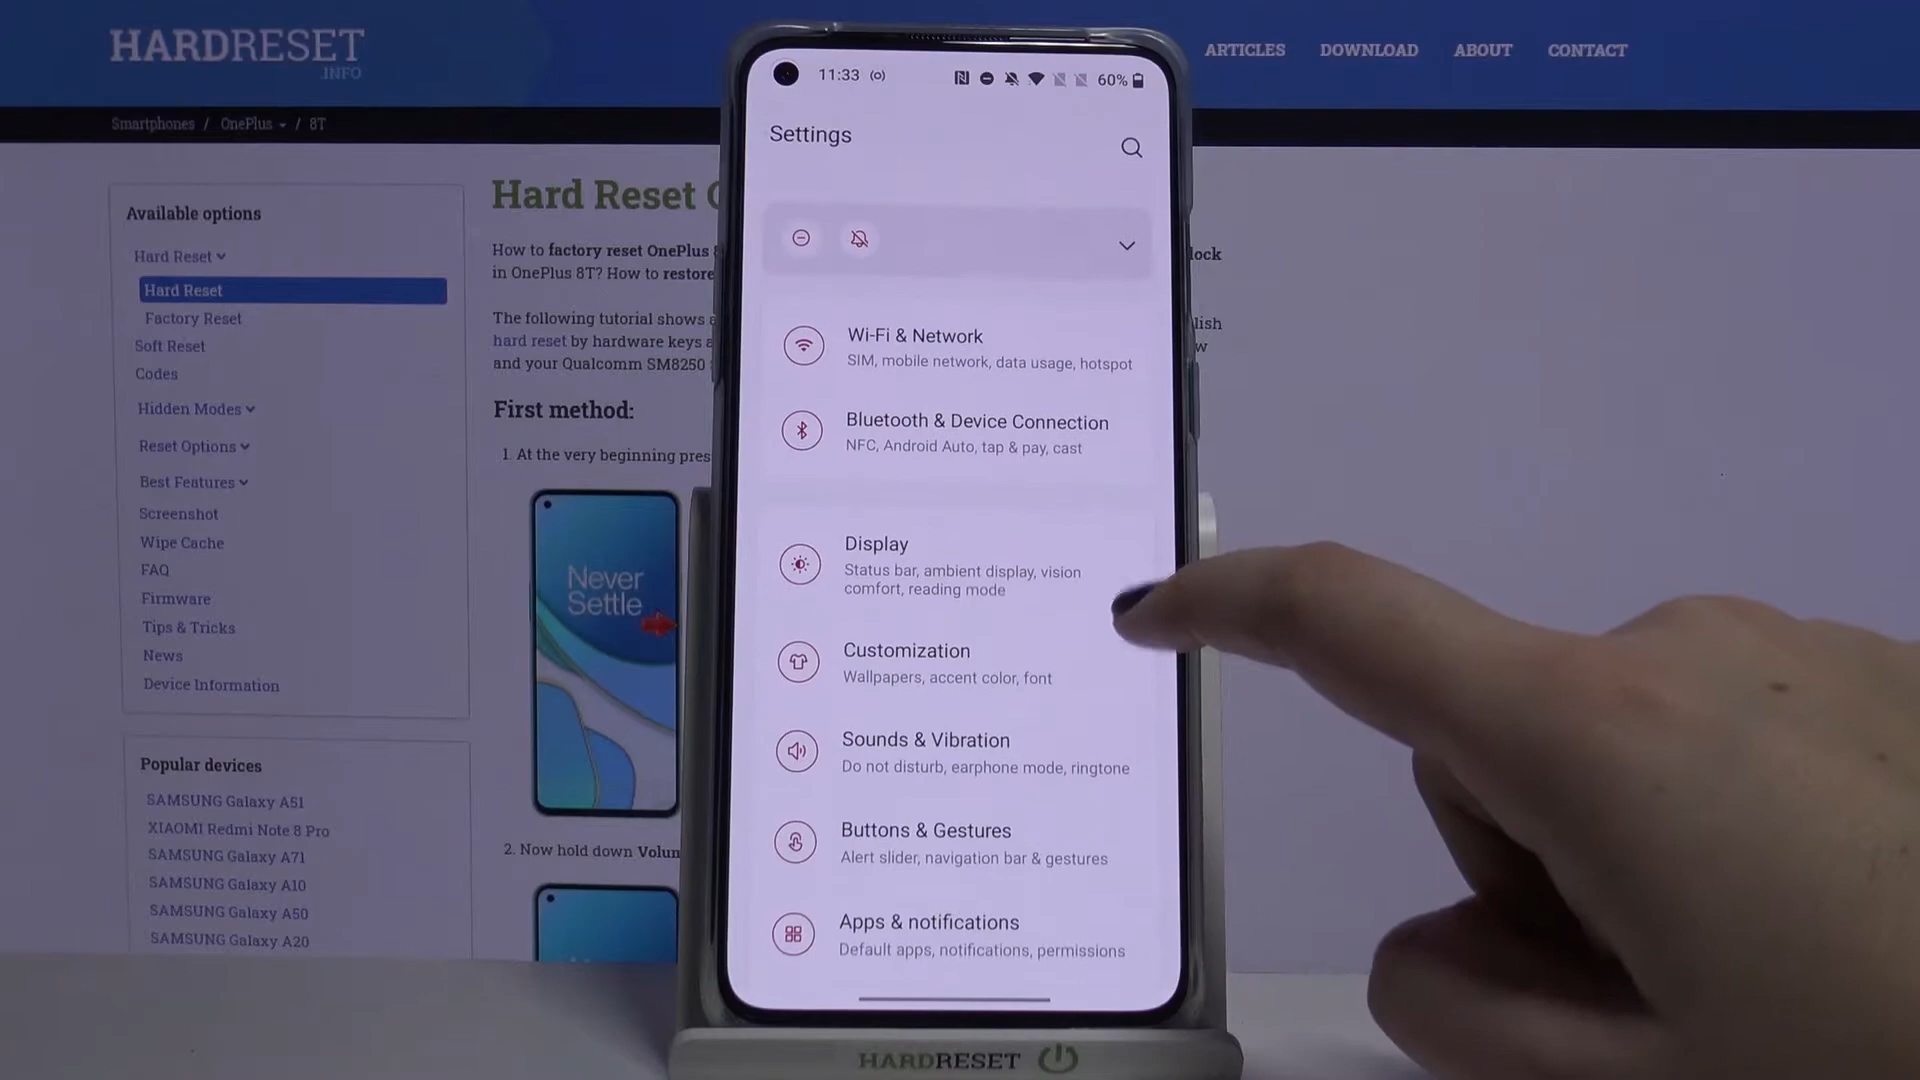 HARDRESET
.INFO
ARTICLES DOWNLOAD ABOUT CONTACT
Smartphones / OnePlus / 8T
Available options
Hard Reset
Hard Reset
Factory Reset
Soft Reset
Codes
Hidden Modes
Reset Options
Best Features
Screenshot
Wipe Cache
FAQ
Firmware
Tips & Tricks
News
Device Information
Popular devices
SAMSUNG Galaxy A51
XIAOMI Redmi Note 8 Pro
SAMSUNG Galaxy A71
SAMSUNG Galaxy A10
SAMSUNG Galaxy A50
SAMSUNG Galaxy A20
Hard Reset
How to factory reset OnePlus
in OnePlus 8T? How to restore
The following tutorial shows
hard reset by hardware keys
and your Qualcomm SM8250
First method:
1. At the very beginning
Never
Settle
2. Now hold down
11:33 60%
Settings
Wi-Fi & Network
SIM, mobile network, data usage, hotspot
Bluetooth & Device Connection
NFC, Android Auto, tap & pay, cast
Display
Status bar, ambient display, vision
comfort, reading mode
Customization
Wallpapers, accent color, font
Sounds & Vibration
Do not disturb, earphone mode, ringtone
Buttons & Gestures
Alert slider, navigation bar & gestures
Apps & notifications
Default apps, notifications, permissions
HARDRESET